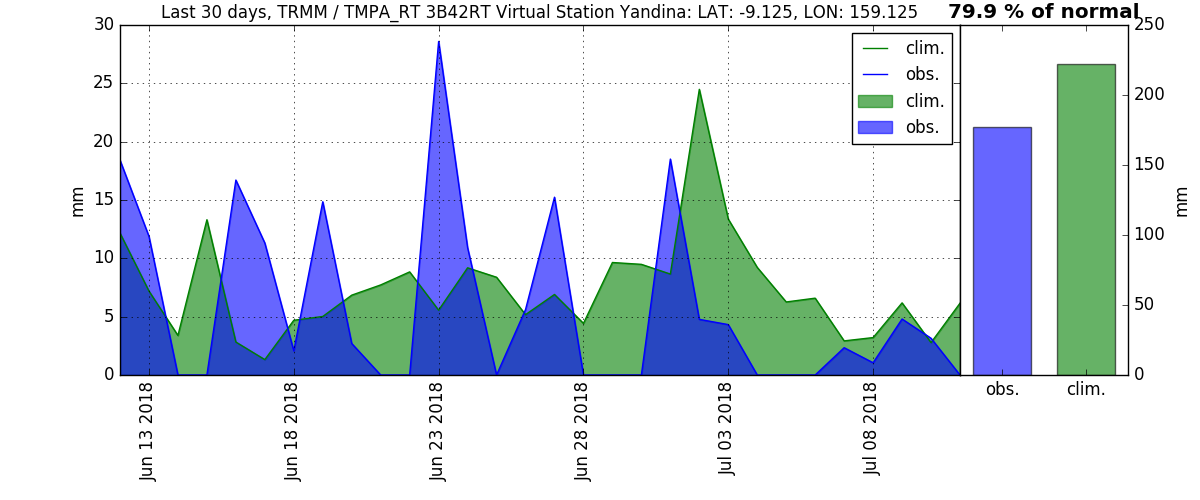 Last 30 days, TRMM / TMPA_RT 3B42RT Virtual Station Yandina: LAT: -9.125, LON: 159.125
79.9 % of normal
30
25
20
15
10
5
0
mm
clim.
obs.
clim.
obs.
Jun 13 2018
Jun 18 2018
Jun 23 2018
Jun 28 2018
Jul 03 2018
Jul 08 2018
250
200
150
100
50
0
mm
obs.
clim.